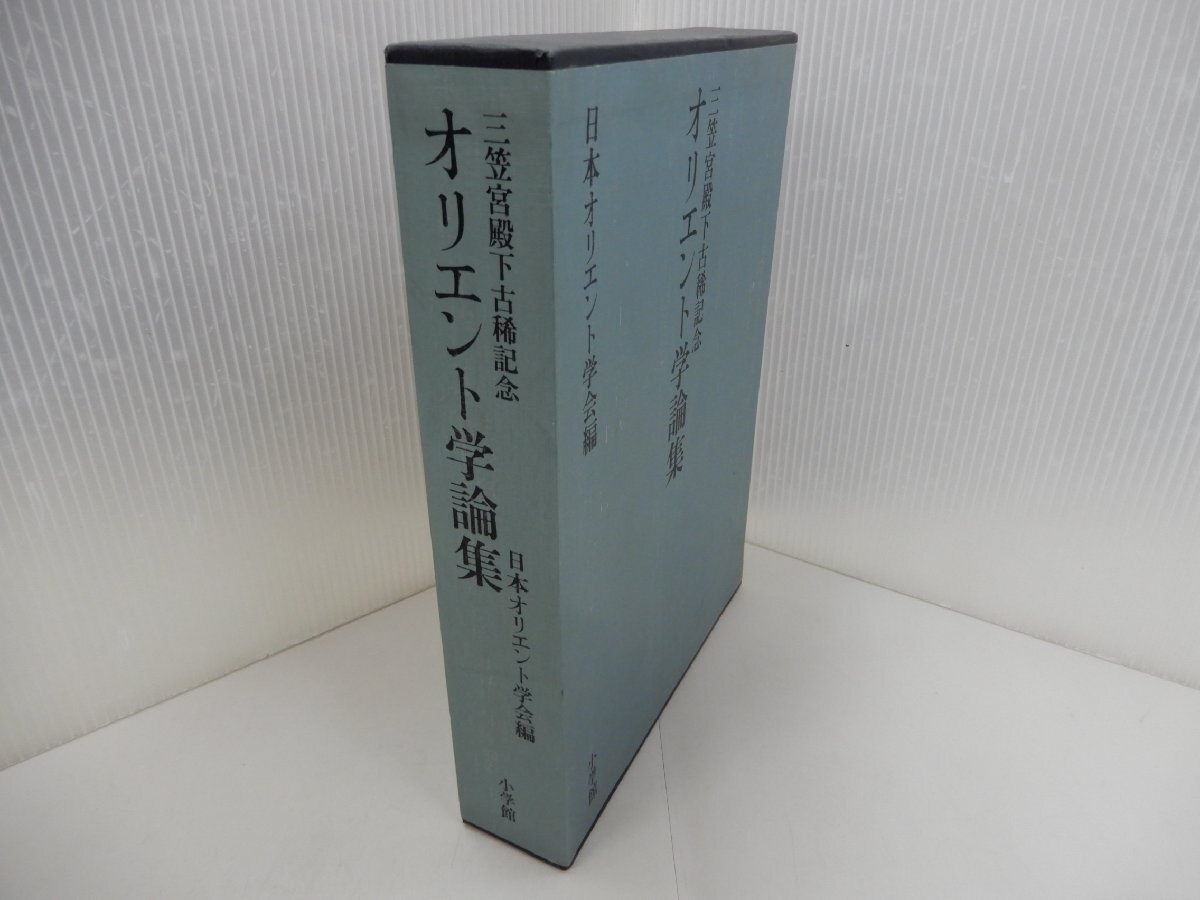 三笠宮殿下古稀記念
オリエント学論集
日本オリエント学会編
小学館
三笠宮殿下古稀記念
オリエント学論集
日本オリエント学会編
小学館